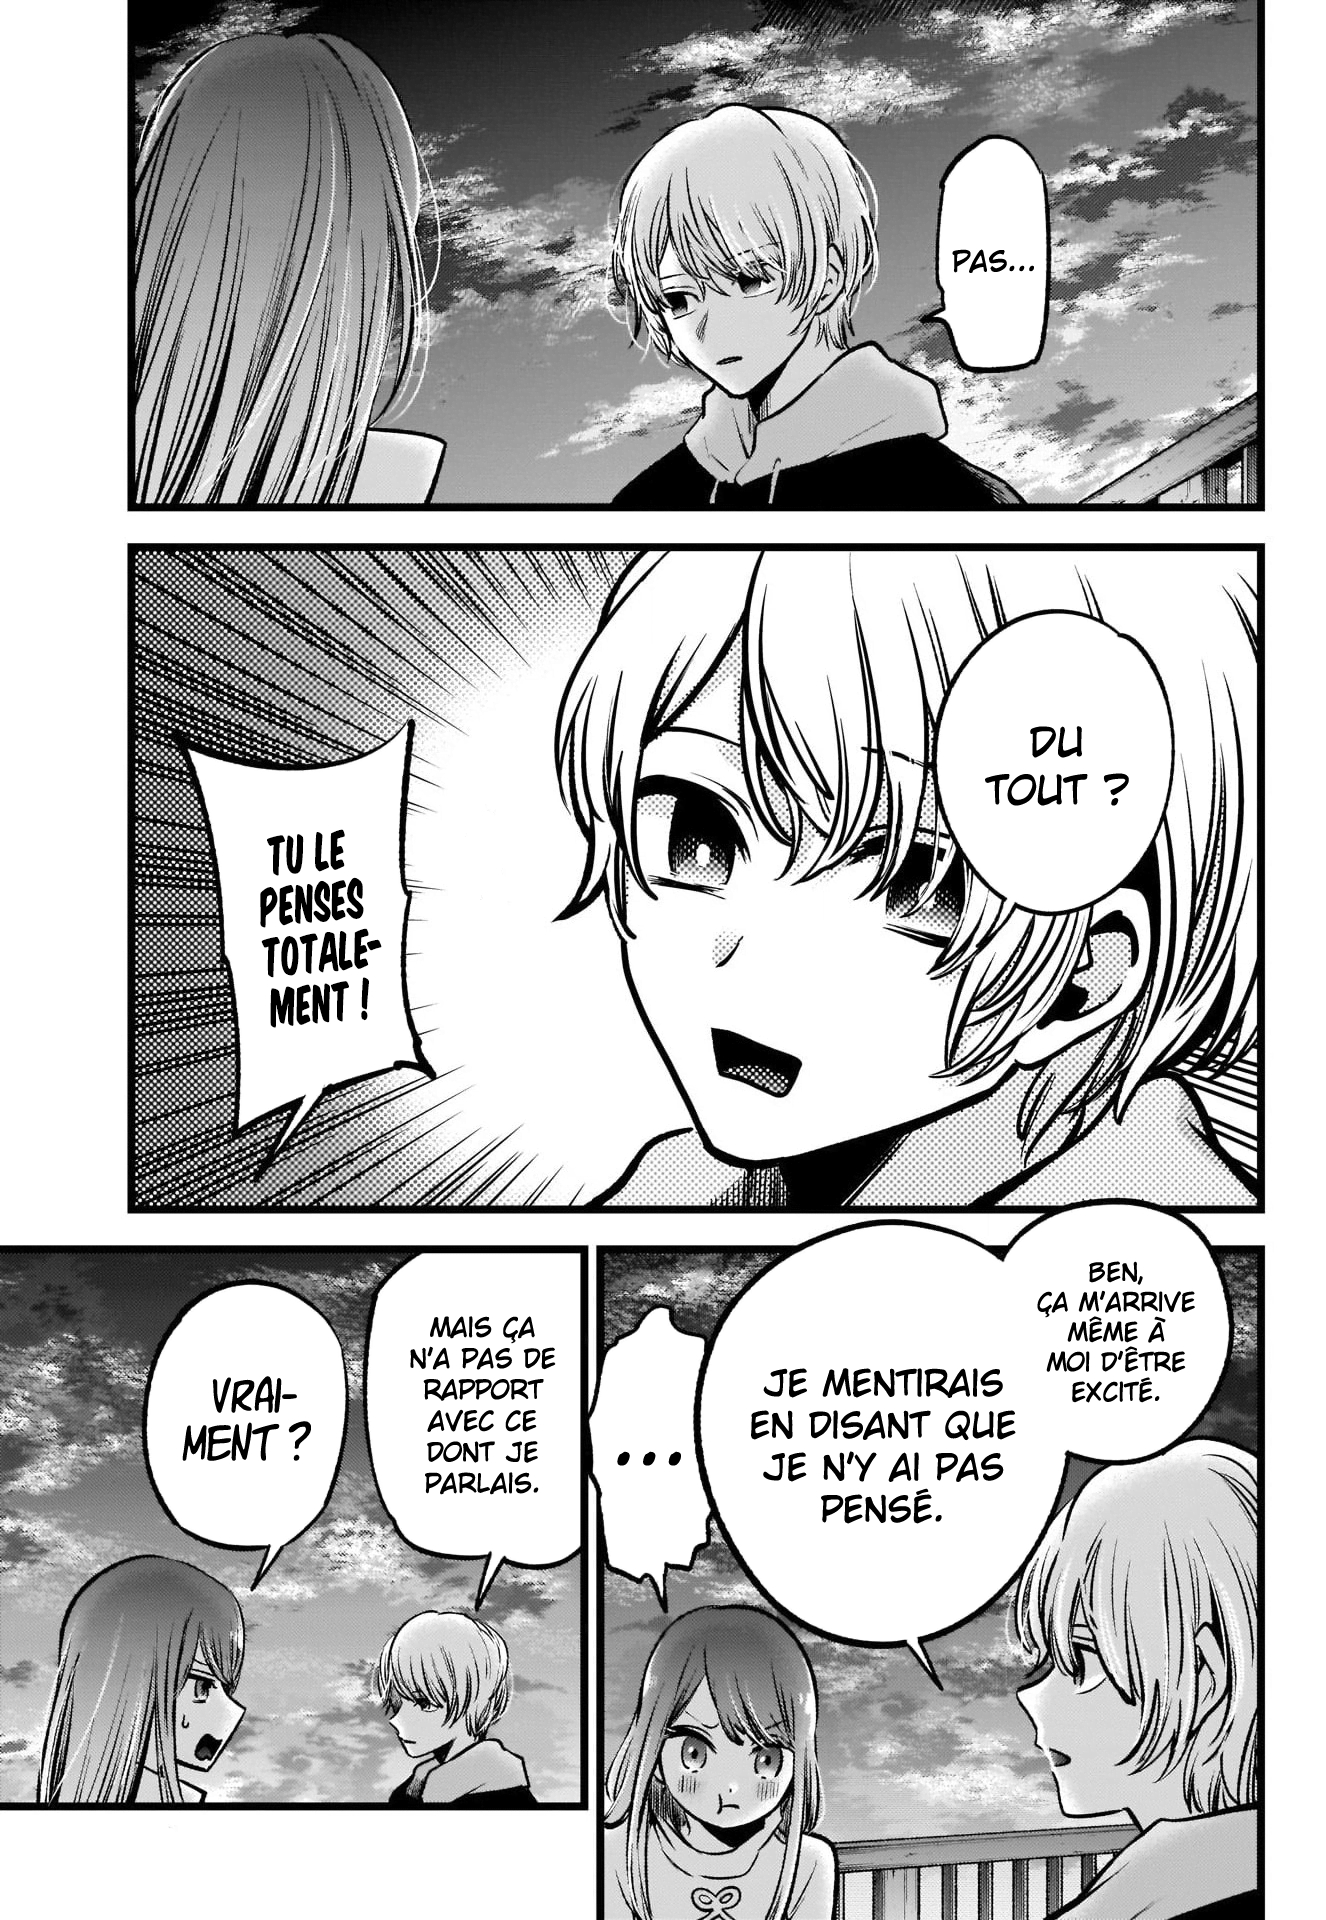 PAS...
DU
TOUT ?
TU LE
PENSES
TOTALE-
MENT !
BEN,
ÇA M'ARRIVE
MÊME À
MOI D'ÊTRE
EXCITÉ.
JE MENTIRAIS
EN DISANT QUE
JE N'Y AI PAS
PENSÉ.
...
MAIS ÇA
N'A PAS DE
RAPPORT
AVEC CE
DONT JE
PARLAIS.
VRAI-
MENT ?